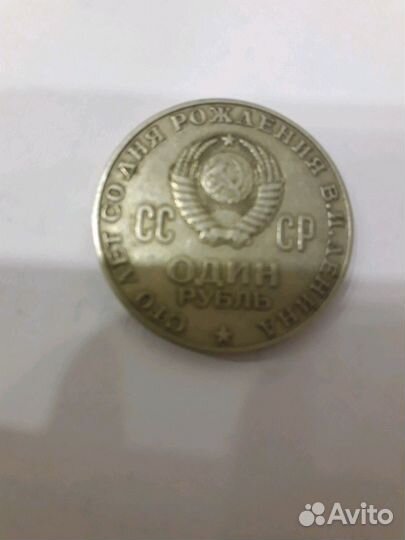 СТО ЛЕТ СО ДНЯ РОЖДЕНИЯ В.И.ЛЕНИНА
СС СР
ОДИН
РУБЛЬ
Avito